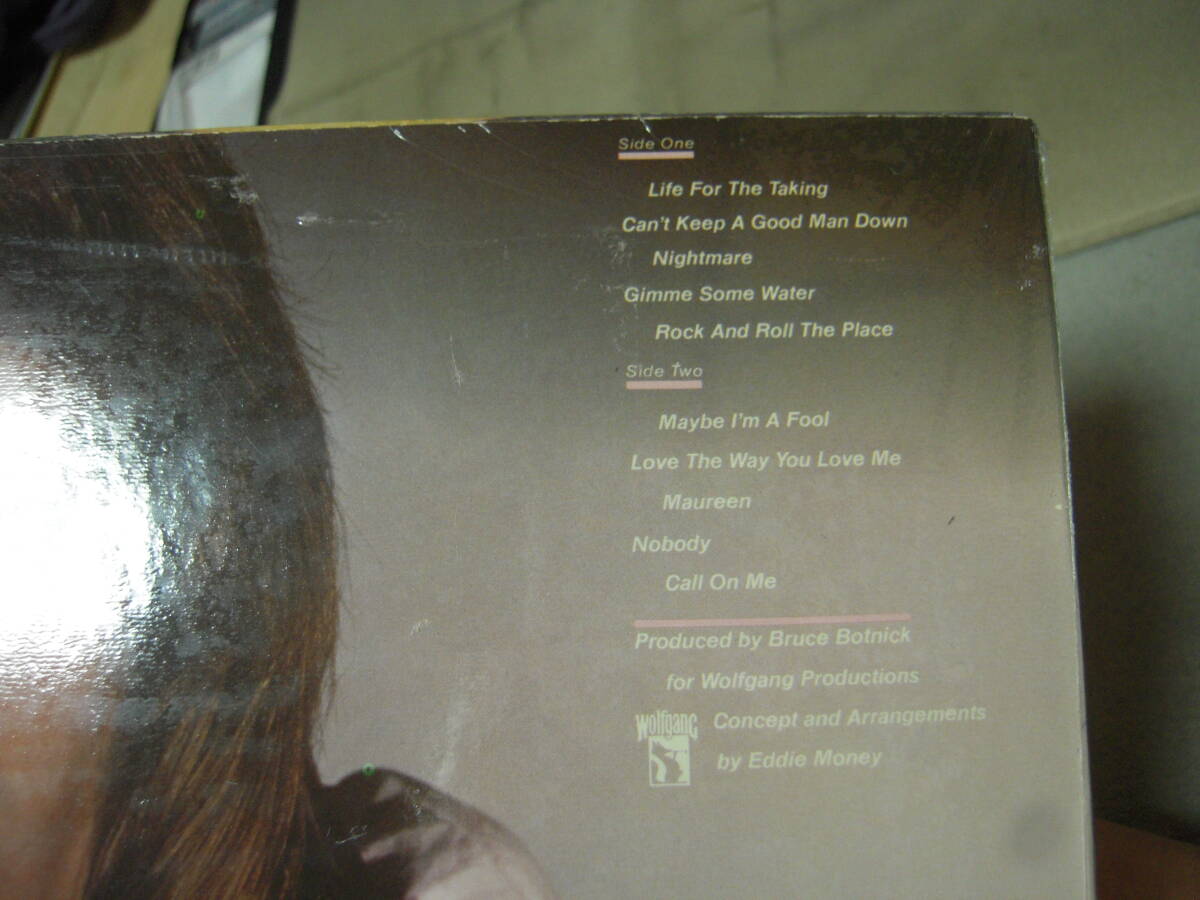 Side One
Life For The Taking
Can't Keep A Good Man Down
Nightmare
Gimme Some Water
Rock And Roll The Place
Side Two
Maybe I'm A Fool
Love The Way You Love Me
Maureen
Nobody
Call On Me
Produced by Bruce Botnick
for Wolfgang Productions
Wolfgang
Concept and Arrangements
by Eddie Money